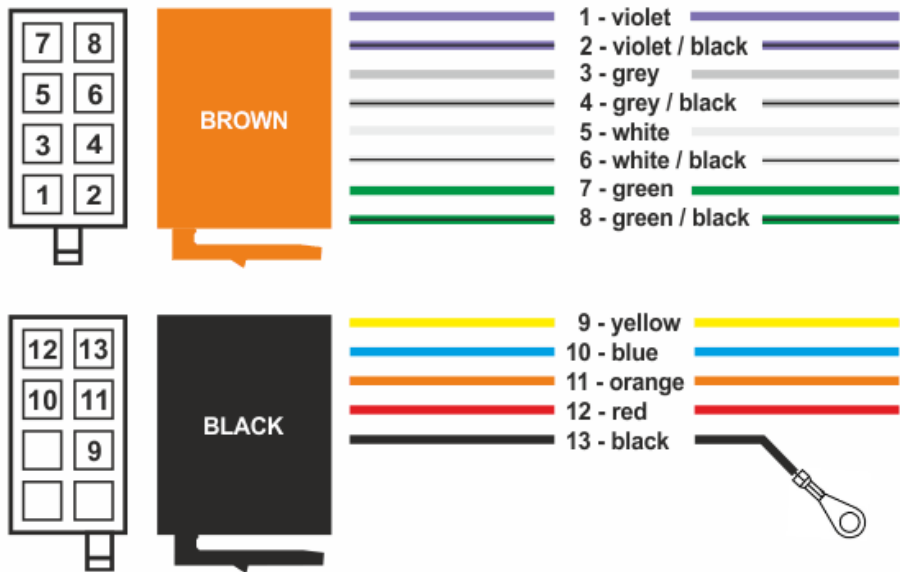 7 8
5 6
3 4
1 2
BROWN
1 - violet
2 - violet / black
3 - grey
4 - grey / black
5 - white
6 - white / black
7 - green
8 - green / black
12 13
10 11
9
BLACK
9 - yellow
10 - blue
11 - orange
12 - red
13 - black